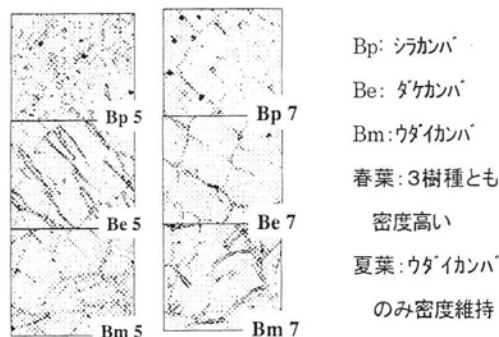 Bp 5
Bp 7
Be 5
Be 7
Bm 5
Bm 7
Bp: シラカンバ
Be: ダケカンバ
Bm:ウダイカンバ
春葉:3樹種とも
密度高い
夏葉:ウダイカンバ
のみ密度維持